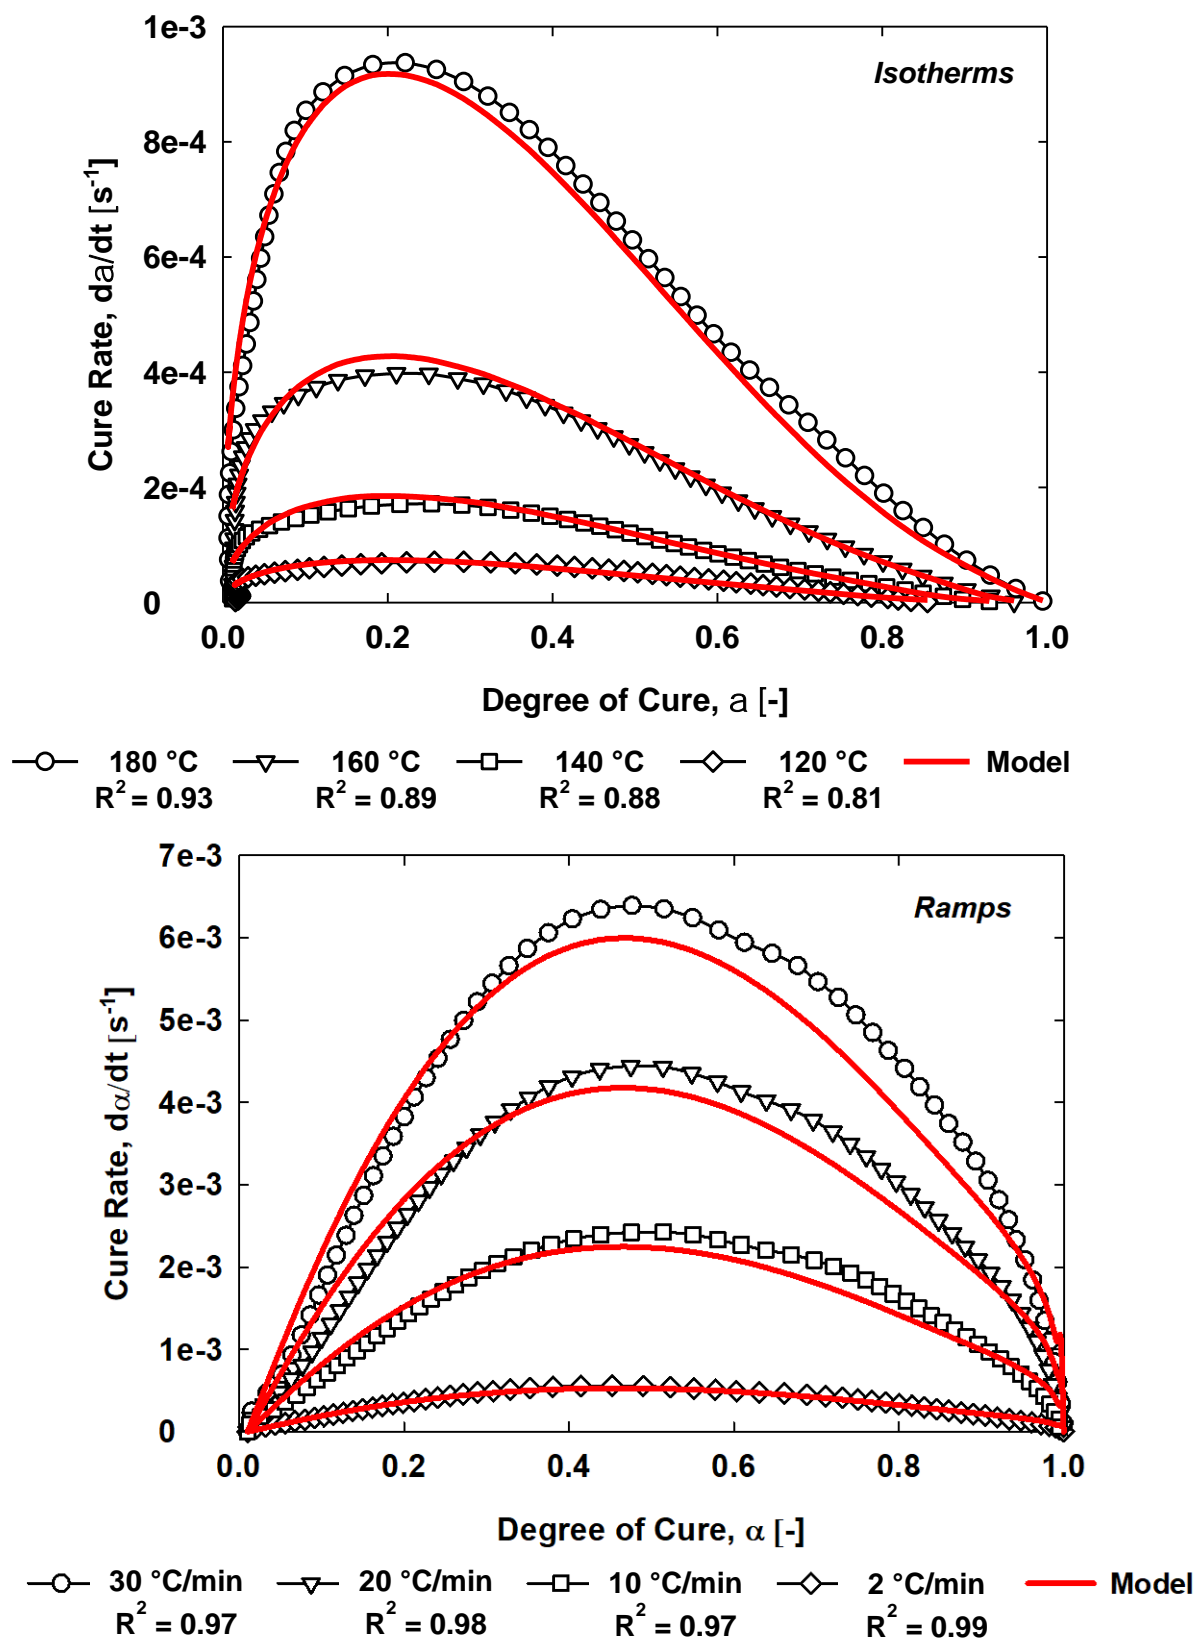 1e-3
Isotherms
8e-4
6e-4
4e-4
2e-4
0
Cure Rate, da/dt [s-1]
0.0 0.2 0.4 0.6 0.8 1.0
Degree of Cure, a [-]
180 °C 160 °C 140 °C 120 °C Model
R2 = 0.93 R2 = 0.89 R2 = 0.88 R2 = 0.81
7e-3
Ramps
6e-3
5e-3
4e-3
3e-3
2e-3
1e-3
0
Cure Rate, dα/dt [s-1]
0.0 0.2 0.4 0.6 0.8 1.0
Degree of Cure, α [-]
30 °C/min 20 °C/min 10 °C/min 2 °C/min Model
R2 = 0.97 R2 = 0.98 R2 = 0.97 R2 = 0.99